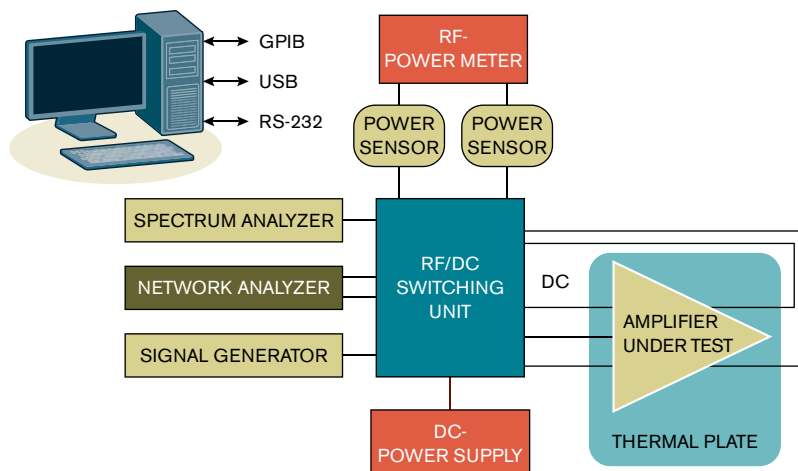 GPIB
USB
RS-232
RF-
POWER METER
POWER
SENSOR
POWER
SENSOR
SPECTRUM ANALYZER
NETWORK ANALYZER
SIGNAL GENERATOR
RF/DC
SWITCHING
UNIT
DC
AMPLIFIER
UNDER TEST
THERMAL PLATE
DC-
POWER SUPPLY